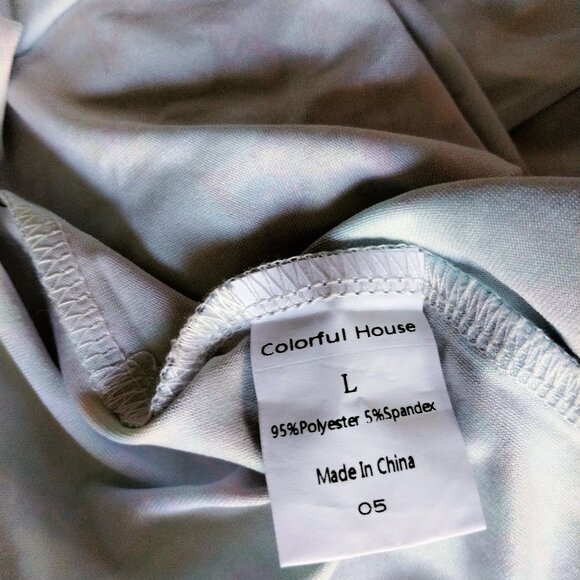 Colorful House
L
95%Polyester 5%Spandex
Made In China
05